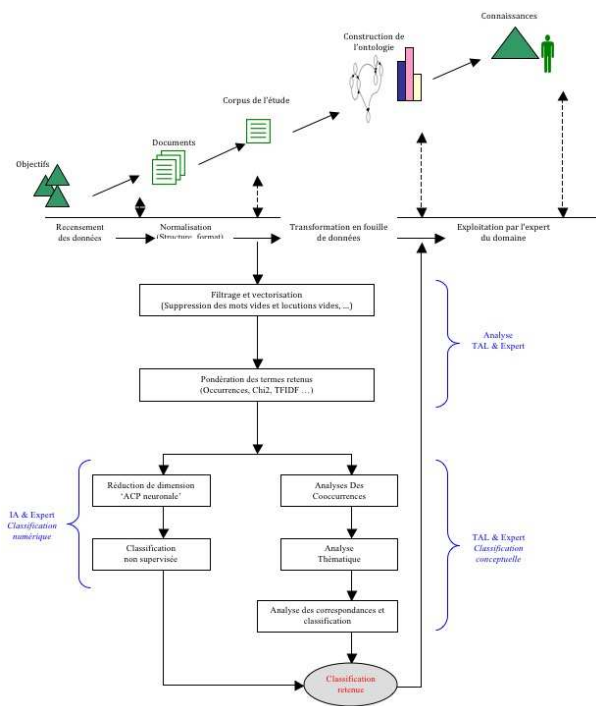 Connaissances
Construction de
l'ontologie
Corpus de l'étude
Documents
Objectifs
Recensement
des données
Normalisation
(Structure, format)
Transformation en fouille
de données
Exploitation par l'expert
du domaine
Filtrage et vectorisation
(Suppression des mots vides et locutions vides, ...)
Analyse
TAL & Expert
Pondération des termes retenus
(Occurrences, Chi2, TFIDF ...)
IA & Expert
Classification
numérique
Réduction de dimension
‘ACP neuronale’
Analyses Des
Cooccurrences
TAL & Expert
Classification
conceptuelle
Classification
non supervisée
Analyse
Thématique
Analyse des correspondances et
classification
Classification
retenue